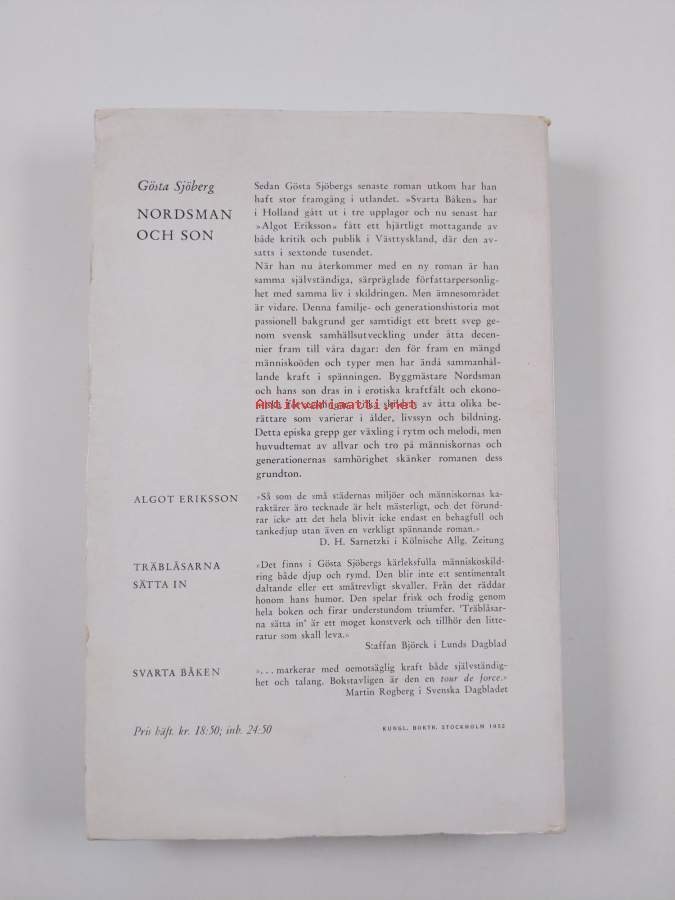 Gösta Sjöberg
NORDSMAN
OCH SON
Sedan Gösta Sjöbergs senaste roman utkom har han
haft stor framgång i utlandet. »Svarta Båken» har
i Holland gått ut i tre upplagor och nu senast har
»Algot Eriksson» fått ett hjärtligt mottagande av
både kritik och publik i Västtyskland, där den av-
satts i sextonde tusendet.
När han nu återkommer med en ny roman är han
samma självständiga, särpräglade författarpersonlig-
het med samma liv i skildringen. Men ämnesområdet
är vidare. Denna familje- och generationshistoria mot
passionell bakgrund ger samtidigt ett brett svep ge-
nom svensk samhällsutveckling under åtta decen-
nier fram till våra dagar: den för fram en mängd
människoöden och typer men har ändå sammanhål-
lande kraft i spänningen. Byggmästare Nordsman
och hans son dras in i erotiska kraftfält och ekono-
Antikvariaatti.net
skildras av åtta olika be-
rättare som varierar i ålder, livssyn och bildning.
Detta episka grepp ger växling i rytm och melodi, men
huvudtemat av allvar och tro på människornas och
generationernas samhörighet skänker romanen dess
grundton.
ALGOT ERIKSSON
»Så som de små städernas miljöer och människornas ka-
raktärer äro tecknade är helt mästerligt, och det förund-
rar icke att det hela blivit icke endast en behagfull och
tankedjup utan även en verkligt spännande roman.»
D. H. Sarnetzki i Kölnische Allg. Zeitung
TRÄBLÅSARNA
SÄTTA IN
»Det finns i Gösta Sjöbergs kärleksfulla människoskild-
ring både djup och rymd. Den blir inte ett sentimentalt
daltande eller ett småtrevligt skvaller. Från det räddar
honom hans humor. Den spelar frisk och frodig genom
hela boken och firar understundom triumfer. 'Träblåsar-
na sätta in' är ett moget konstverk och tillhör den litte-
ratur som skall leva.»
Staffan Björck i Lunds Dagblad
SVARTA BÅKEN
»... markerar med oemotsäglig kraft både självständig-
het och talang. Bokstavligen är den en tour de force.»
Martin Rogberg i Svenska Dagbladet
Pris häft. kr. 18:50; inb. 24:50
KUNGL. BOKTR. STOCKHOLM 1952